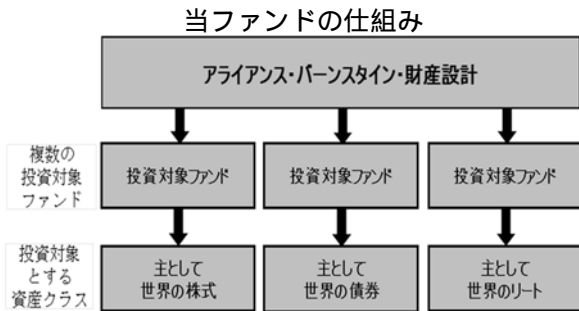 当ファンドの仕組み
アライアンス・バーンスタイン・財産設計
複数の
投資対象
ファンド
投資対象ファンド
投資対象ファンド
投資対象ファンド
投資対象
とする
資産クラス
主として
世界の株式
主として
世界の債券
主として
世界のリート